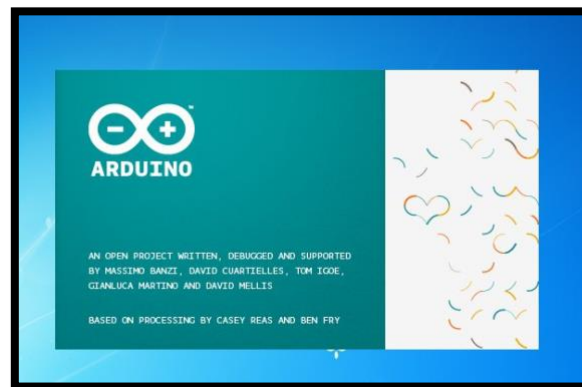 ARDUINO
AN OPEN PROJECT WRITTEN, DEBUGGED AND SUPPORTED
BY MASSIMO BANZI, DAVID CUARTIELLES, TOM IGOE,
GIANLUCA MARTINO AND DAVID MELLIS
BASED ON PROCESSING BY CASEY REAS AND BEN FRY